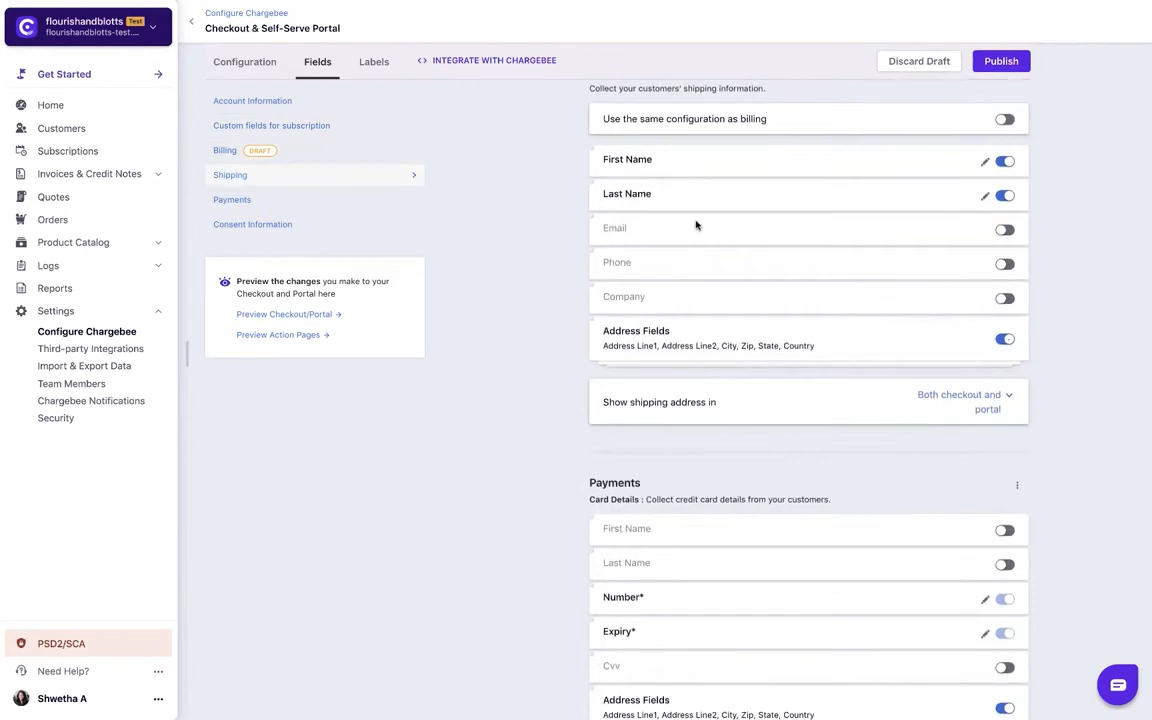 flourishandblotts Test
flourishandblotts-test....
Get Started
Home
Customers
Subscriptions
Invoices & Credit Notes
Quotes
Orders
Product Catalog
Logs
Reports
Settings
Configure Chargebee
Third-party Integrations
Import & Export Data
Team Members
Chargebee Notifications
Security
PSD2/SCA
Need Help?
Shwetha A
Configure Chargebee
Checkout & Self-Serve Portal
Configuration
Fields
Labels
<> INTEGRATE WITH CHARGEBEE
Discard Draft
Publish
Account Information
Custom fields for subscription
Billing DRAFT
Shipping
Payments
Consent Information
Preview the changes you make to your
Checkout and Portal here
Preview Checkout/Portal →
Preview Action Pages →
Collect your customers' shipping information.
Use the same configuration as billing
First Name
Last Name
Email
Phone
Company
Address Fields
Address Line1, Address Line2, City, Zip, State, Country
Show shipping address in
Both checkout and
portal
Payments
Card Details : Collect credit card details from your customers.
First Name
Last Name
Number*
Expiry*
Cvv
Address Fields
Address Line1, Address Line2, City, Zip, State, Country